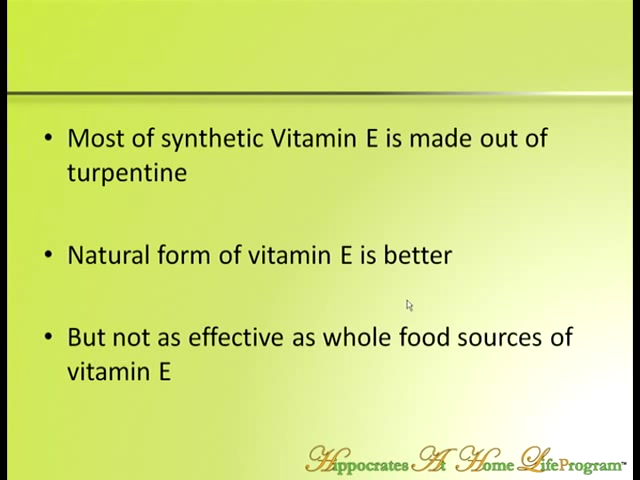 • Most of synthetic Vitamin E is made out of
turpentine
• Natural form of vitamin E is better
• But not as effective as whole food sources of
vitamin E
Hippocrates At Home LifeProgram™